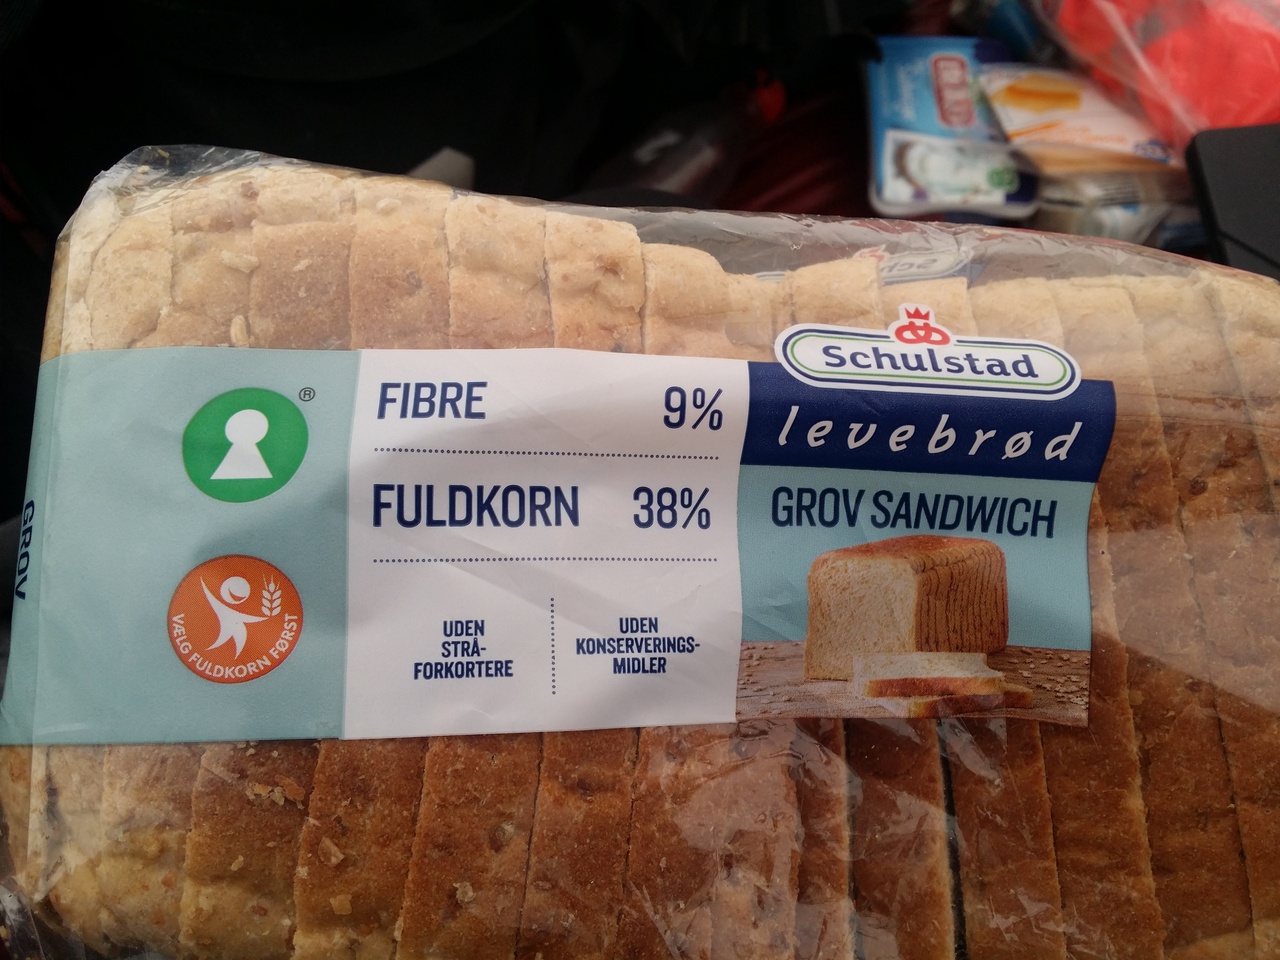 GROV
®
VÆLG FULDKORN FØRST
FIBRE 9%
FULDKORN 38%
UDEN
STRÅ-
FORKORTERE
UDEN
KONSERVERINGS-
MIDLER
Schulstad
levebrød
GROV SANDWICH